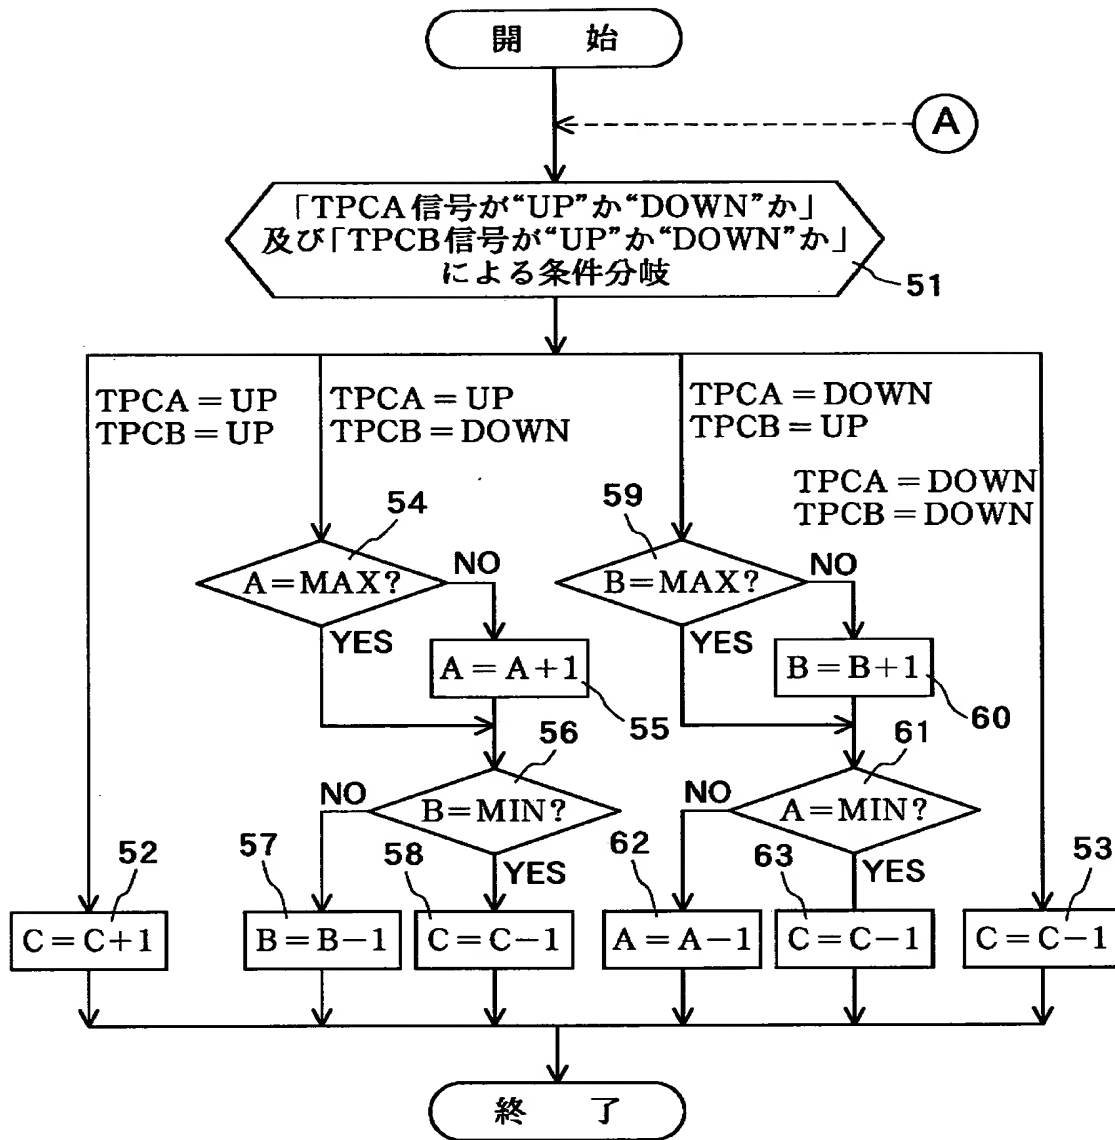 開 始
A
「TPCA信号が“UP”か“DOWN”か」
及び「TPCB信号が“UP”か“DOWN”か」
による条件分岐
51
TPCA=UP
TPCB=UP
TPCA=UP
TPCB=DOWN
TPCA=DOWN
TPCB=UP
TPCA=DOWN
TPCB=DOWN
54
A=MAX?
NO
YES
A=A+1
55
59
B=MAX?
NO
YES
B=B+1
60
56
B=MIN?
NO
YES
61
A=MIN?
NO
YES
52
C=C+1
57
B=B-1
58
C=C-1
62
A=A-1
63
C=C-1
53
C=C-1
終 了